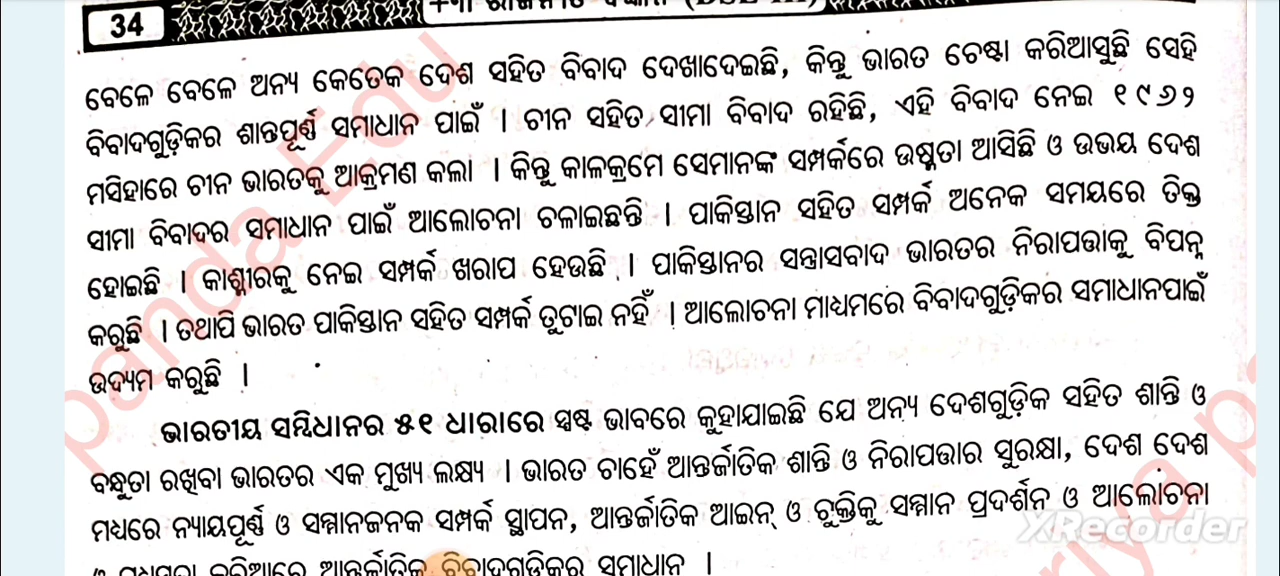 34
ବେଳେ ବେଳେ ଅନ୍ୟ କେତେକ ଦେଶ ସହିତ ବିବାଦ ଦେଖାଦେଇଛି, କିନ୍ତୁ ଭାରତ ଚେଷ୍ଟା କରିଆସୁଛି ସେହି
ବିବାଦଗୁଡ଼ିକର ଶାନ୍ତପୂର୍ଣ୍ଣ ସମାଧାନ ପାଇଁ । ଚୀନ ସହିତ ସୀମା ବିବାଦ ରହିଛି, ଏହି ବିବାଦ ନେଇ ୧୯୬୨
ମସିହାରେ ଚୀନ ଭାରତକୁ ଆକ୍ରମଣ କଲା । କିନ୍ତୁ କାଳକ୍ରମେ ସେମାନଙ୍କ ସମ୍ପର୍କରେ ଉଷ୍ମତା ଆସିଛି ଓ ଉଭୟ ଦେଶ
ସୀମା ବିବାଦର ସମାଧାନ ପାଇଁ ଆଲୋଚନା ଚଳାଇଛନ୍ତି । ପାକିସ୍ତାନ ସହିତ ସମ୍ପର୍କ ଅନେକ ସମୟରେ ତିକ୍ତ
ହୋଇଛି । କାଶ୍ମୀରକୁ ନେଇ ସମ୍ପର୍କ ଖରାପ ହେଉଛି । ପାକିସ୍ତାନର ସନ୍ତ୍ରାସବାଦ ଭାରତର ନିରାପତ୍ତାକୁ ବିପନ୍ନ
କରୁଛି । ତଥାପି ଭାରତ ପାକିସ୍ତାନ ସହିତ ସମ୍ପର୍କ ତୁଟାଇ ନହିଁ । ଆଲୋଚନା ମାଧ୍ୟମରେ ବିବାଦଗୁଡ଼ିକର ସମାଧାନପାଇଁ
ଉଦ୍ୟମ କରୁଛି ।
ଭାରତୀୟ ସମ୍ବିଧାନର ୫୧ ଧାରାରେ ସ୍ପଷ୍ଟ ଭାବରେ କୁହାଯାଇଛି ଯେ ଅନ୍ୟ ଦେଶଗୁଡ଼ିକ ସହିତ ଶାନ୍ତି ଓ
ବନ୍ଧୁତା ରଖିବା ଭାରତର ଏକ ମୁଖ୍ୟ ଲକ୍ଷ୍ୟ । ଭାରତ ଚାହେଁ ଆନ୍ତର୍ଜାତିକ ଶାନ୍ତି ଓ ନିରାପତ୍ତାର ସୁରକ୍ଷା, ଦେଶ ଦେଶ
ମଧ୍ୟରେ ନ୍ୟାୟପୂର୍ଣ୍ଣ ଓ ସମ୍ମାନଜନକ ସମ୍ପର୍କ ସ୍ଥାପନ, ଆନ୍ତର୍ଜାତିକ ଆଇନ୍ ଓ ଚୁକ୍ତିକୁ ସମ୍ମାନ ପ୍ରଦର୍ଶନ ଓ ଆଲୋଚନା
ଆନ୍ତର୍ଜାତିକ ବିବାଦଗୁଡ଼ିକର ସମାଧାନ ।
XRecorder